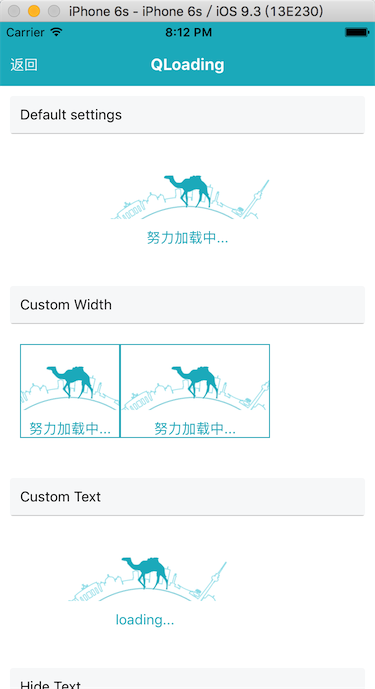 iPhone 6s - iPhone 6s / iOS 9.3 (13E230)
Carrier 8:12 PM
返回 QLoading
Default settings
努力加载中...
Custom Width
努力加载中... 努力加载中...
Custom Text
loading...
Hide Text